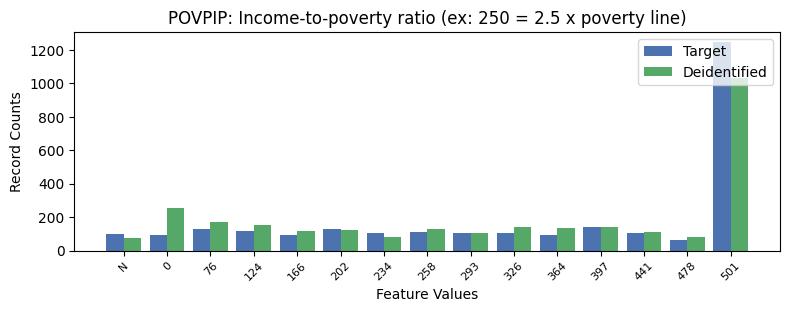 POVPIP: Income-to-poverty ratio (ex: 250 = 2.5 x poverty line)
Target
Deidentified
Record Counts
1200
1000
800
600
400
200
0
N 0 76 124 166 202 234 258 293 326 364 397 441 478 501
Feature Values